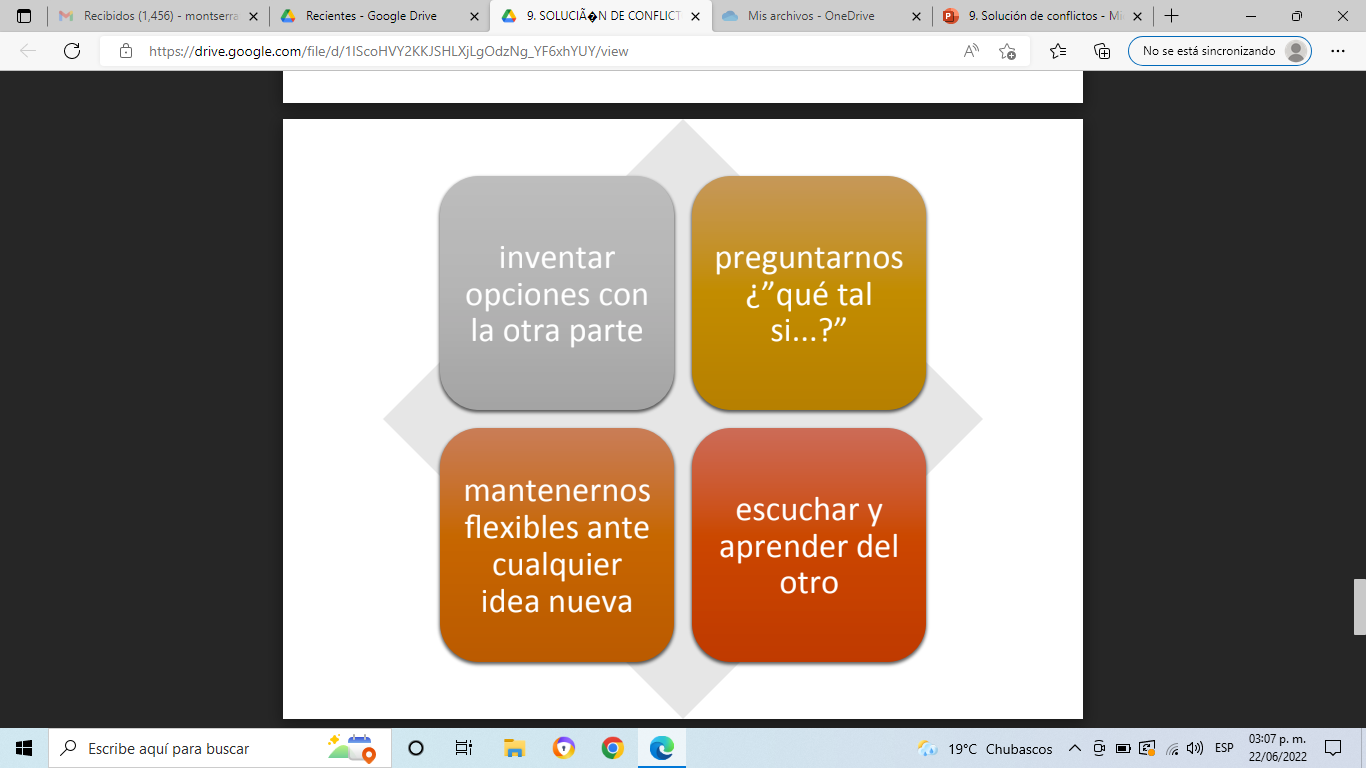 Recibidos (1,456) - montserra
Recientes - Google Drive
9. SOLUCIÃ�N DE CONFLICT
Mis archivos - OneDrive
9. Solución de conflictos - Mi
https://drive.google.com/file/d/1IScoHVY2KKJSHLXjLgOdzNg_YF6xhYUY/view
No se está sincronizando
inventar
opciones con
la otra parte
preguntarnos
¿”qué tal
si...?”
mantenernos
flexibles ante
cualquier
idea nueva
escuchar y
aprender del
otro
Escribe aquí para buscar
19°C Chubascos
ESP
03:07 p. m.
22/06/2022